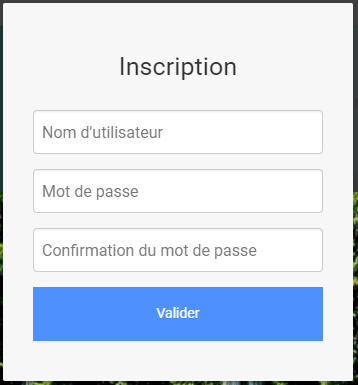 Inscription
Nom d'utilisateur
Mot de passe
Confirmation du mot de passe
Valider